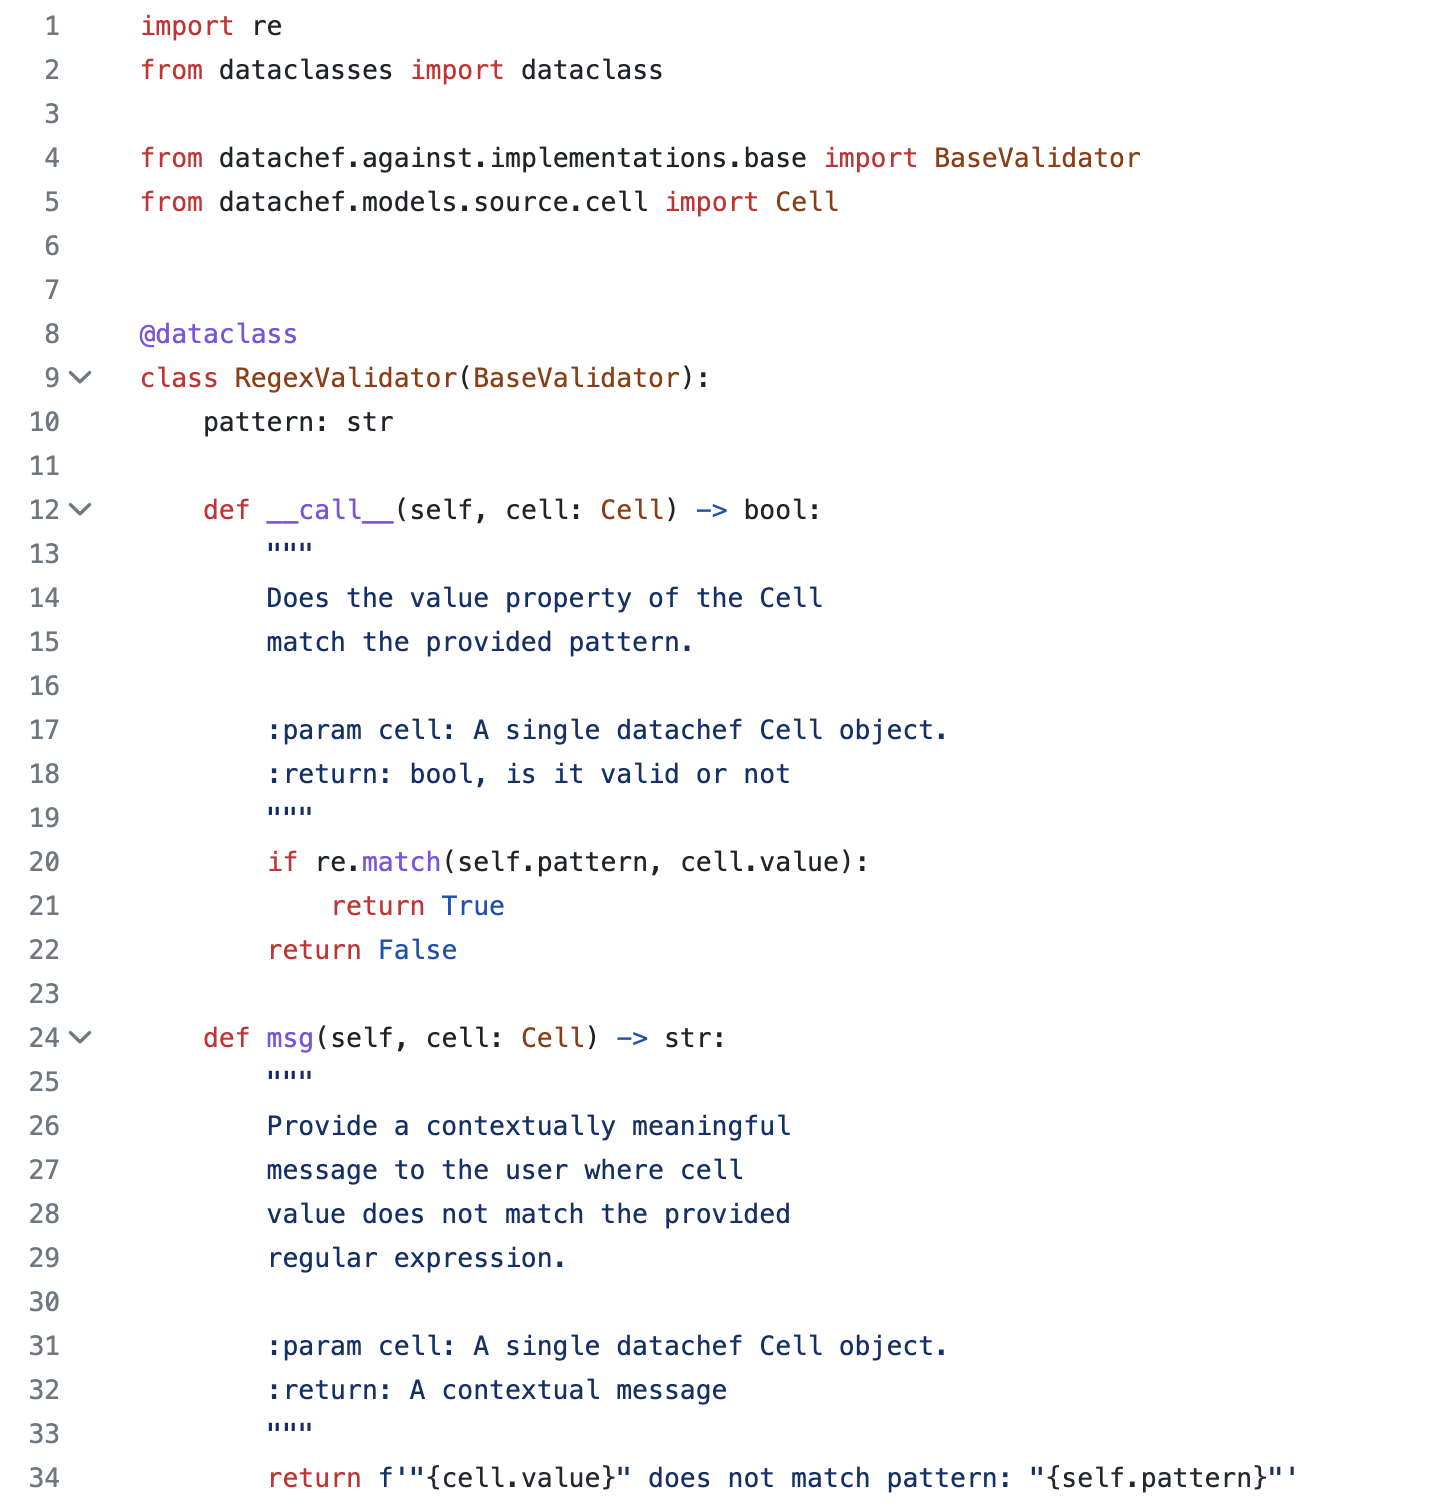 1 import re
2 from dataclasses import dataclass
3
4 from datachef.against.implementations.base import BaseValidator
5 from datachef.models.source.cell import Cell
6
7
8 @dataclass
9 class RegexValidator(BaseValidator):
10     pattern: str
11
12     def __call__(self, cell: Cell) -> bool:
13         """
14         Does the value property of the Cell
15         match the provided pattern.
16
17         :param cell: A single datachef Cell object.
18         :return: bool, is it valid or not
19         """
20         if re.match(self.pattern, cell.value):
21             return True
22         return False
23
24     def msg(self, cell: Cell) -> str:
25         """
26         Provide a contextually meaningful
27         message to the user where cell
28         value does not match the provided
29         regular expression.
30
31         :param cell: A single datachef Cell object.
32         :return: A contextual message
33         """
34         return f'"{cell.value}" does not match pattern: "{self.pattern}"'